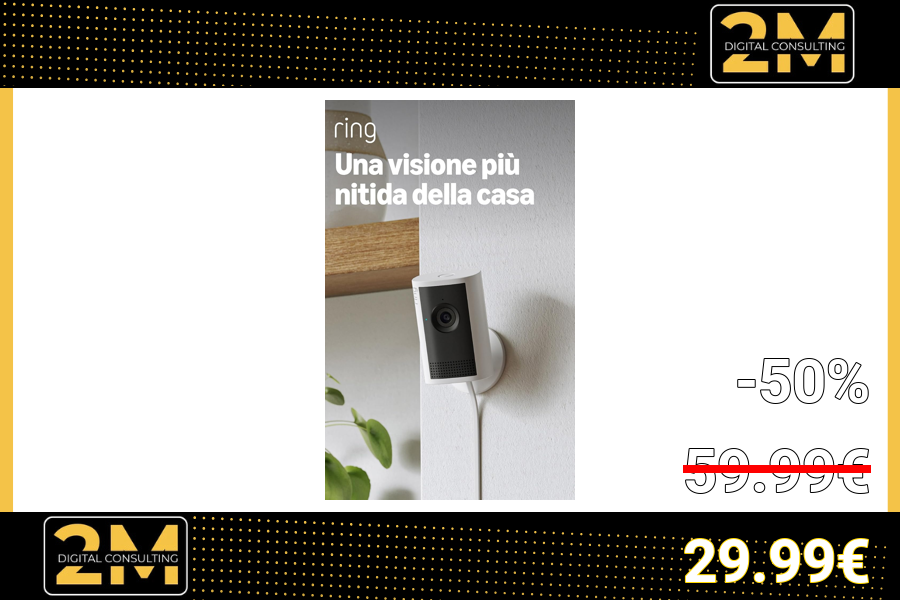 2M
DIGITAL CONSULTING
ring
Una visione più
nitida della casa
-50%
59.99€
2M
DIGITAL CONSULTING
29.99€